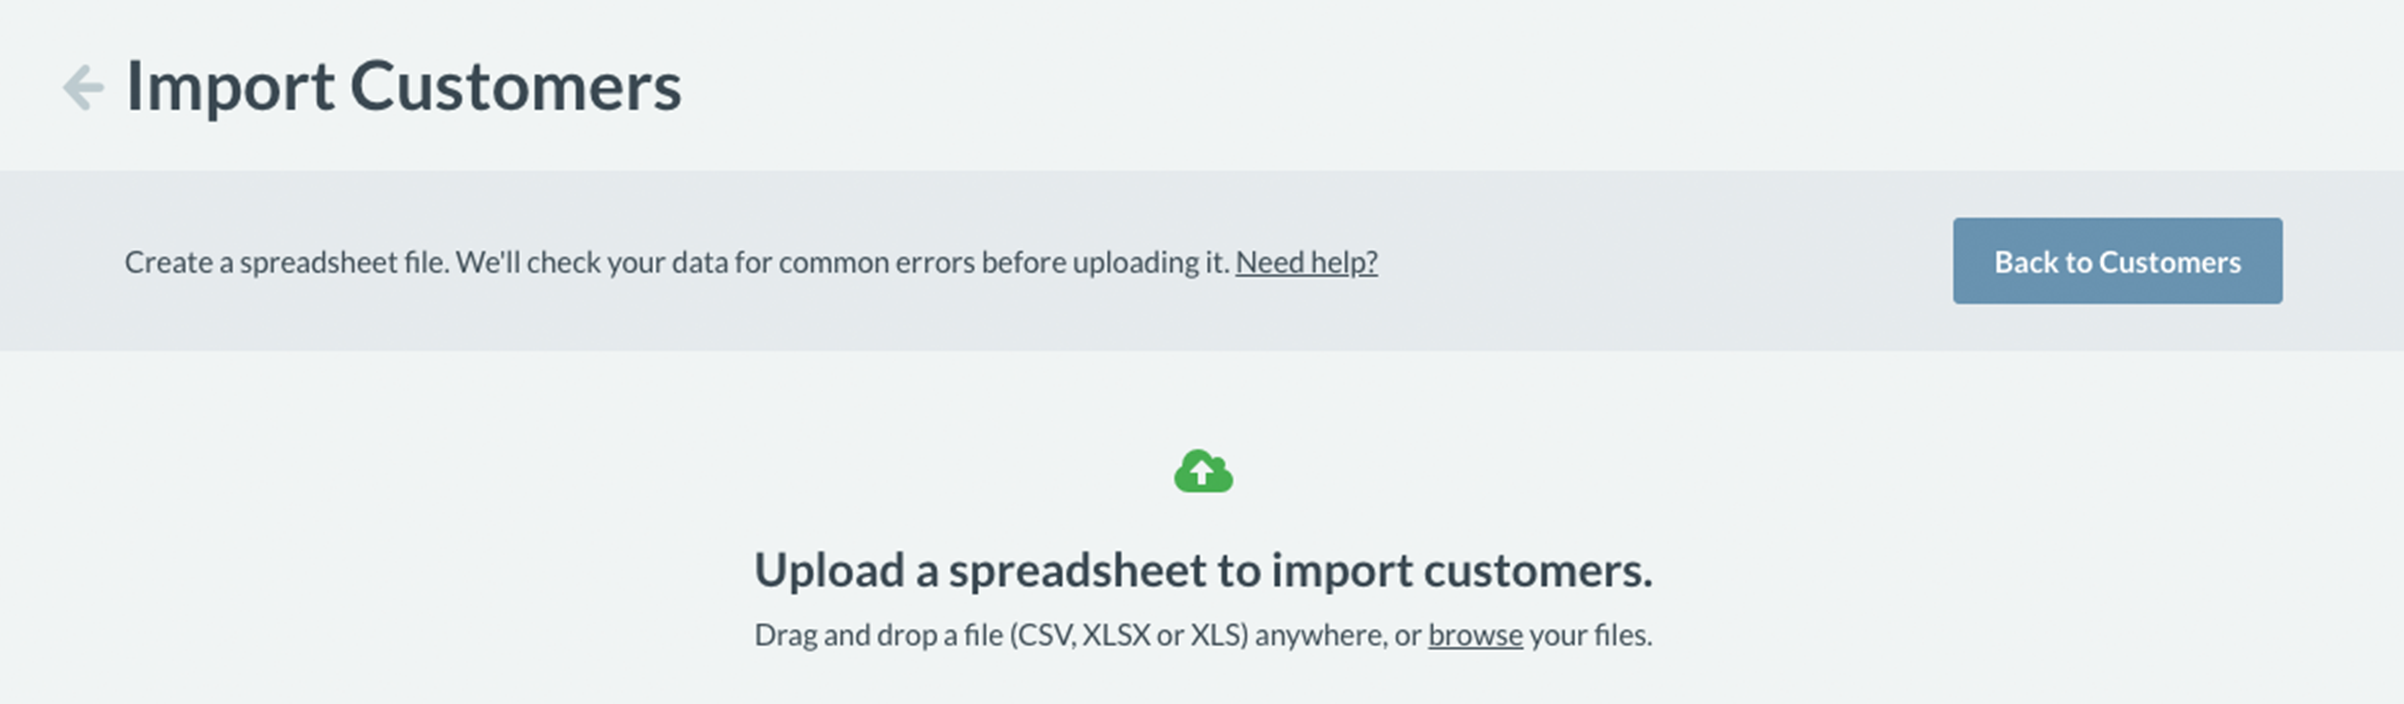 Import Customers
Create a spreadsheet file. We'll check your data for common errors before uploading it. Need help?
Back to Customers
Upload a spreadsheet to import customers.
Drag and drop a file (CSV, XLSX or XLS) anywhere, or browse your files.